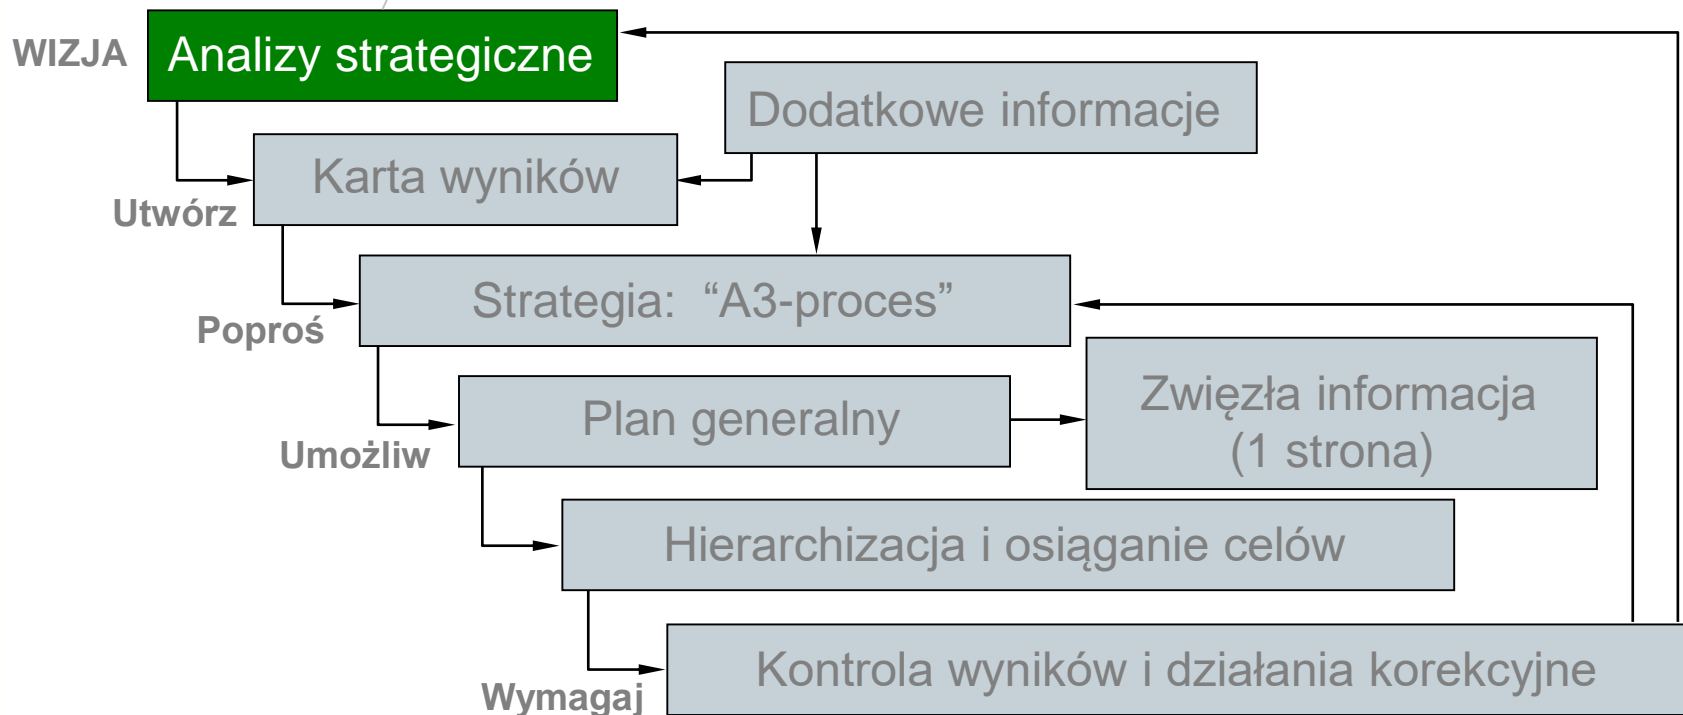 WIZJA
Analizy strategiczne
Dodatkowe informacje
Karta wyników
Utwórz
Strategia: “A3-proces”
Poproś
Zwięzła informacja
(1 strona)
Plan generalny
Umożliw
Hierarchizacja i osiąganie celów
Kontrola wyników i działania korekcyjne
Wymagaj